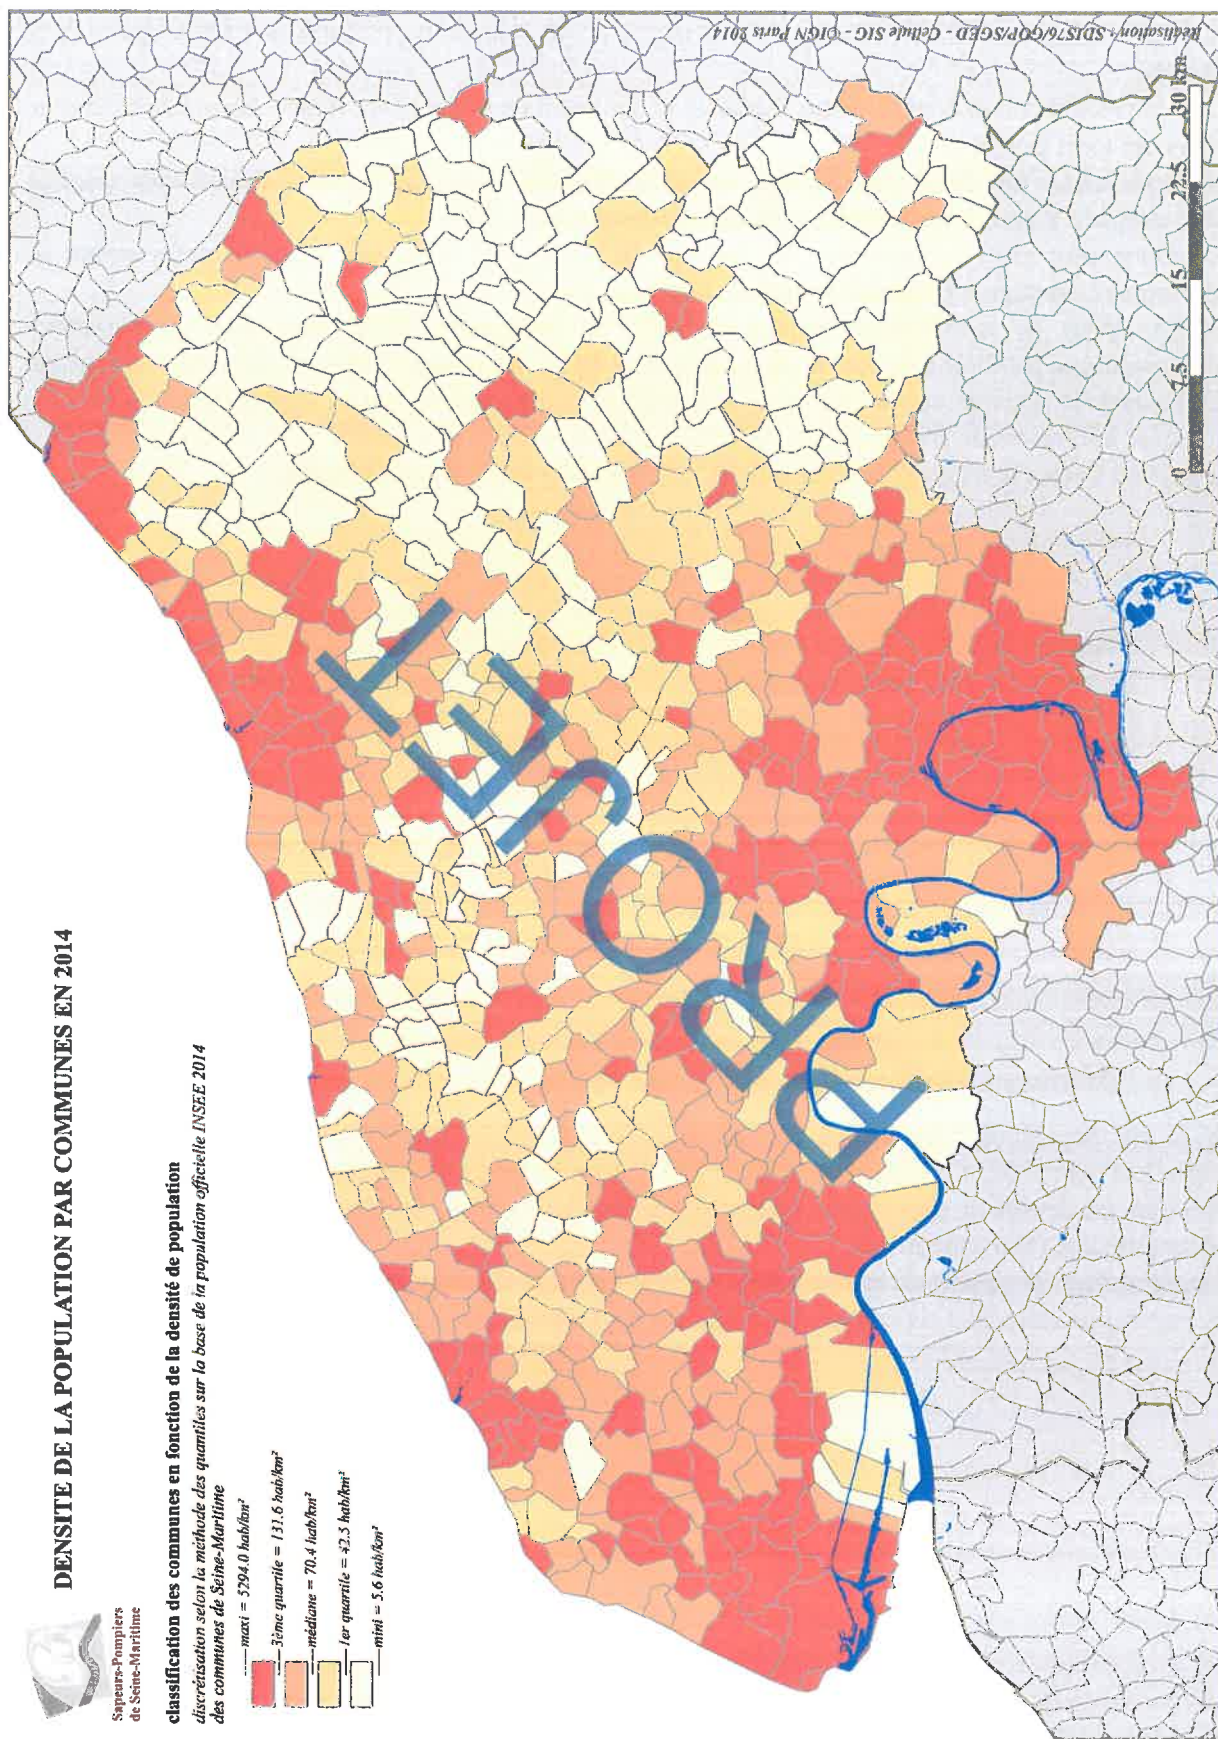 DENSITE DE LA POPULATION PAR COMMUNES EN 2014
Sapeurs-Pompiers
de Seine-Maritime
classification des communes en fonction de la densité de population
discrétisation selon la méthode des quantiles sur la base de la population officielle INSEE 2014
des communes de Seine-Maritime
maxi = 5294.0 hab/km²
3ème quartile = 131.6 hab/km²
médiane = 70.4 hab/km²
1er quartile = 42.5 hab/km²
mini = 5.6 hab/km²
PROJET
0 7.5 15 22.5 30 km
Réalisation : SDIS76/GOP/SGED - Cellule SIG - ©IGN Paris 2014